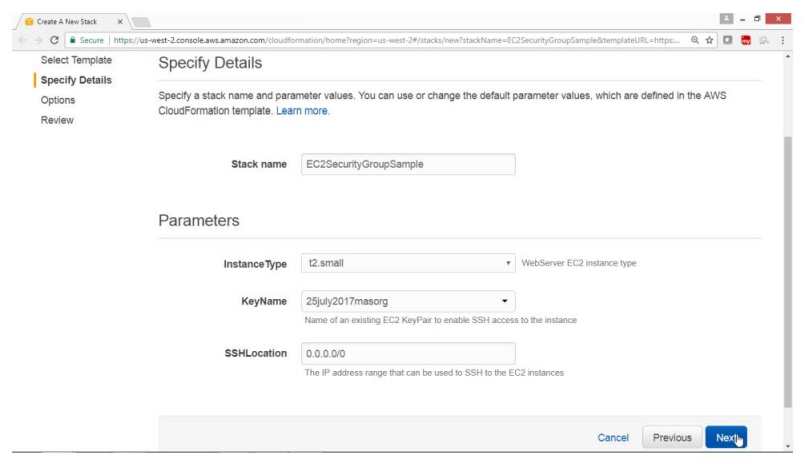 Create A New Stack
Secure | https://us-west-2.console.aws.amazon.com/cloudformation/home?region=us-west-2#/stacks/new?stackName=EC2SecurityGroupSample&templateURL=https:...
Select Template
Specify Details
Options
Review
Specify Details
Specify a stack name and parameter values. You can use or change the default parameter values, which are defined in the AWS
CloudFormation template. Learn more.
Stack name EC2SecurityGroupSample
Parameters
InstanceType t2.small WebServer EC2 instance type
KeyName 25july2017masorg
Name of an existing EC2 KeyPair to enable SSH access to the instance
SSHLocation 0.0.0.0/0
The IP address range that can be used to SSH to the EC2 instances
Cancel Previous Next